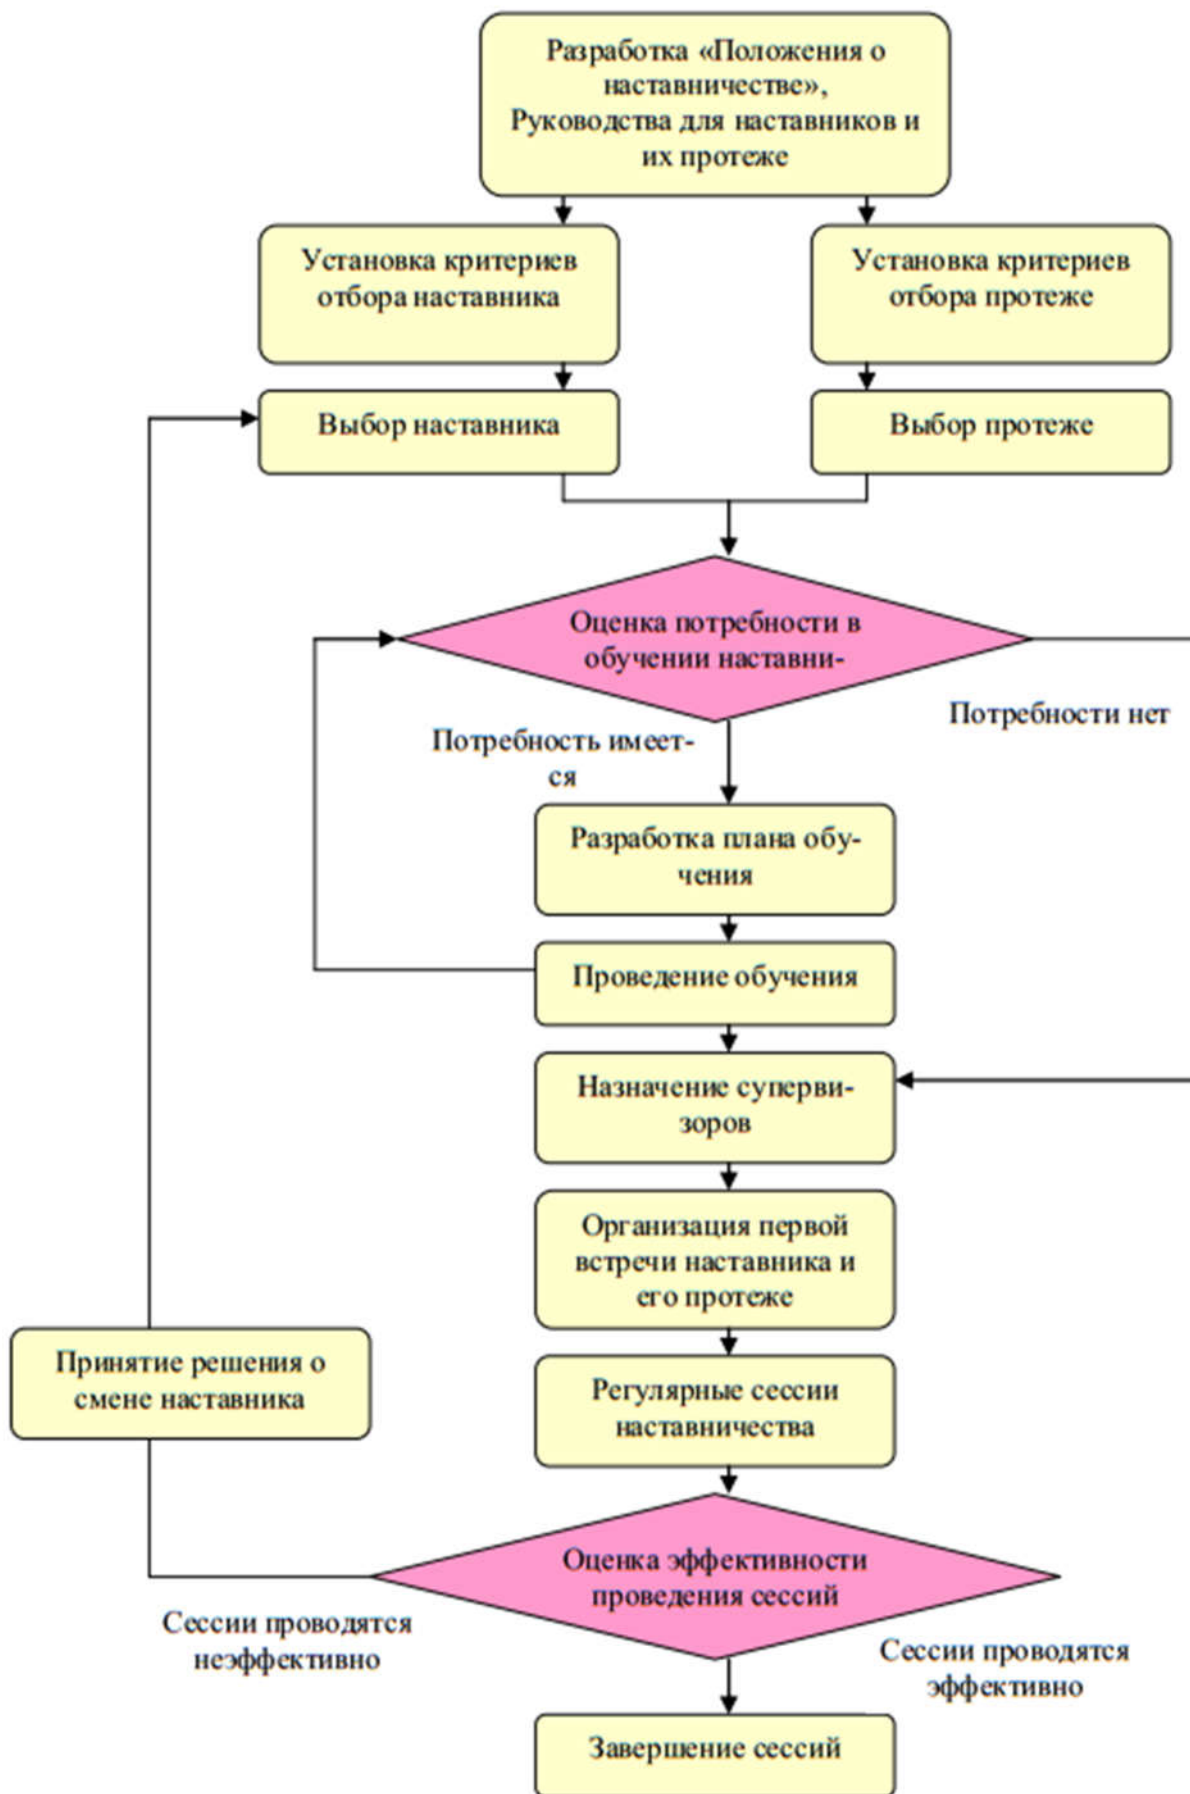 Разработка «Положения о
наставничестве»,
Руководства для наставников и
их протеже
Установка критериев
отбора наставника
Установка критериев
отбора протеже
Выбор наставника
Выбор протеже
Оценка потребности в
обучении наставни-
Потребности нет
Потребность имеет-
ся
Разработка плана обу-
чения
Проведение обучения
Назначение суперви-
зоров
Организация первой
встречи наставника и
его протеже
Принятие решения о
смене наставника
Регулярные сессии
наставничества
Оценка эффективности
проведения сессий
Сессии проводятся
неэффективно
Сессии проводятся
эффективно
Завершение сессий